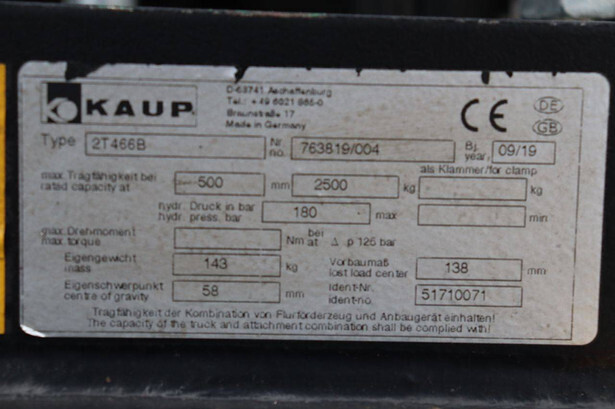 KAUP
D-63741 Aschaffenburg
Tel.: +49 6021 865-0
Braunstraße 17
Made in Germany
CE
DE
GB
Type 2T466B Nr. no. 763819/004 Bj. year 09/19
max.Tragfähigkeit bei rated capacity at 500 mm 2500 kg als Klammer/for clamp kg
hydr. Druck in bar hydr. press. bar 180 max min
max.Drehmoment max.torque Nm bei at Δ p 125 bar
Eigengewicht mass 143 kg Vorbaumaß lost load center 138 mm
Eigenschwerpunkt centre of gravity 58 mm Ident-Nr. ident-no. 51710071
Tragfähigkeit der Kombination von Flurförderzeug und Anbaugerät einhalten!
The capacity of the truck and attachment combination shall be complied with!